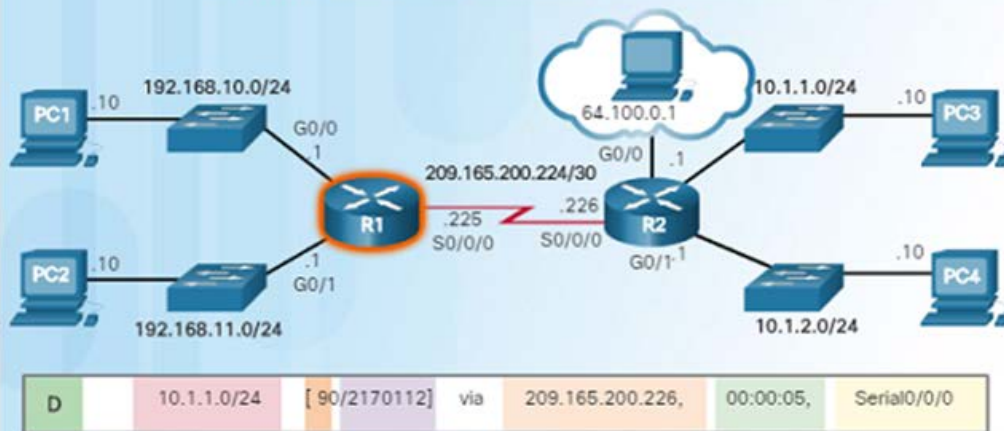 192.168.10.0/24
PC1
.10
G0/0
.1
64.100.0.1
10.1.1.0/24
.10
PC3
209.165.200.224/30
G0/0
.1
R1
.225
S0/0/0
.226
S0/0/0
R2
G0/1
.1
PC2
.10
.1
G0/1
192.168.11.0/24
.10
PC4
10.1.2.0/24
D 10.1.1.0/24 [ 90/2170112] via 209.165.200.226, 00:00:05, Serial0/0/0